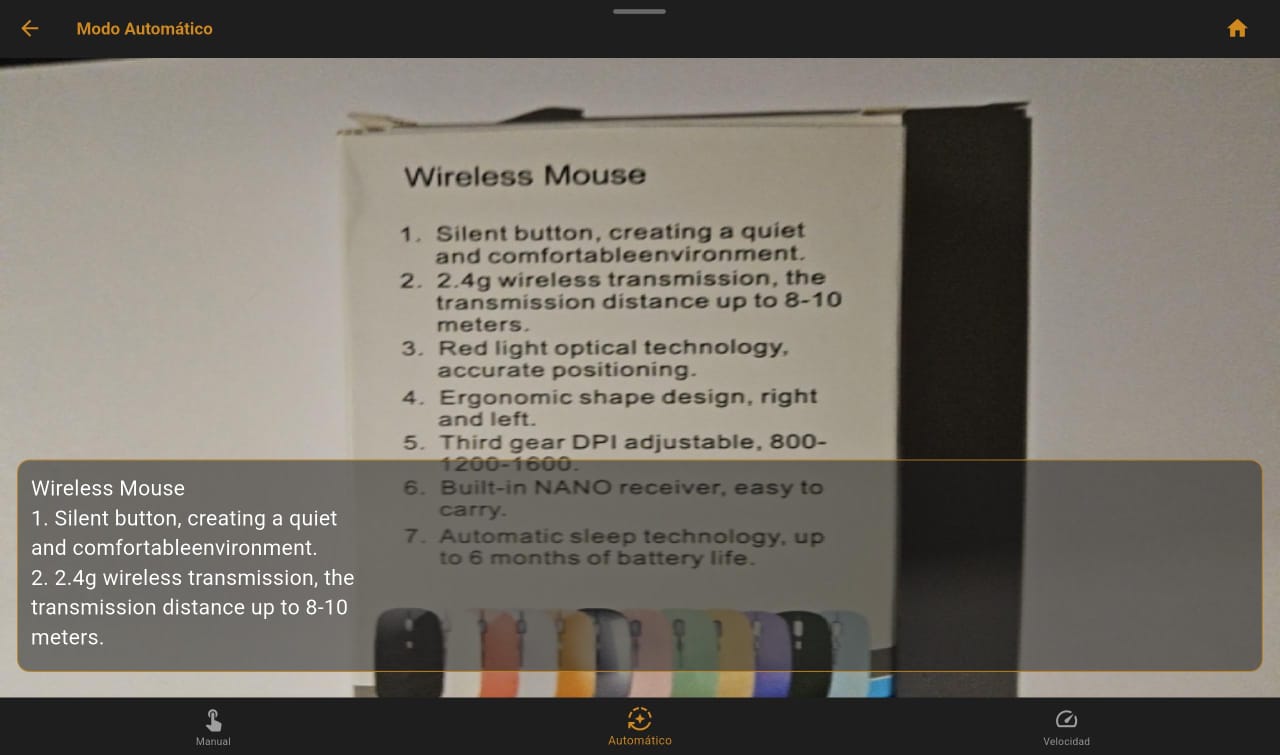 Modo Automático
Wireless Mouse
1. Silent button, creating a quiet
and comfortableenvironment.
2. 2.4g wireless transmission, the
transmission distance up to 8-10
meters.
3. Red light optical technology,
accurate positioning.
4. Ergonomic shape design, right
and left.
5. Third gear DPI adjustable, 800-
1200-1600.
6. Built-in NANO receiver, easy to
carry.
7. Automatic sleep technology, up
to 6 months of battery life.
Wireless Mouse
1. Silent button, creating a quiet
and comfortableenvironment.
2. 2.4g wireless transmission, the
transmission distance up to 8-10
meters.
Manual
Automático
Velocidad